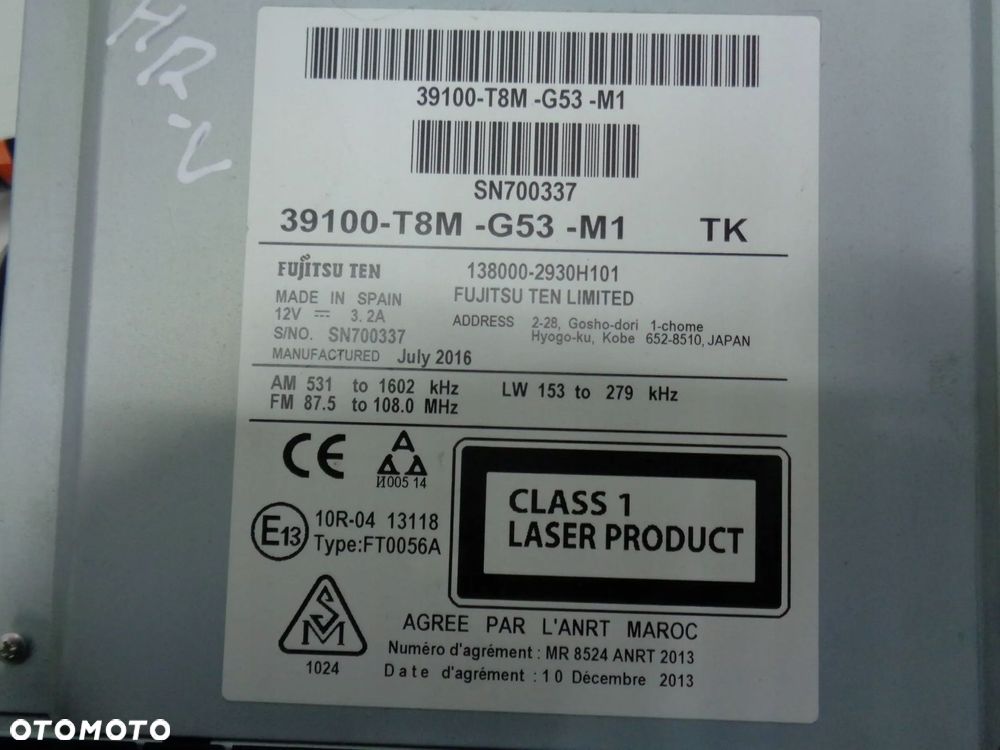 HR-V
39100-T8M -G53 -M1
SN700337
39100-T8M -G53 -M1 TK
FUJITSU TEN 138000-2930H101
MADE IN SPAIN FUJITSU TEN LIMITED
12V ⎓ 3.2A
ADDRESS 2-28, Gosho-dori 1-chome
S/NO. SN700337 Hyogo-ku, Kobe 652-8510, JAPAN
MANUFACTURED July 2016
AM 531 to 1602 kHz LW 153 to 279 kHz
FM 87.5 to 108.0 MHz
CE
И005 14
E13 10R-04 13118
Type:FT0056A
CLASS 1
LASER PRODUCT
SM
1024
AGREE PAR L'ANRT MAROC
Numéro d'agrément : MR 8524 ANRT 2013
Date d'agrément : 10 Décembre 2013
OTOMOTO